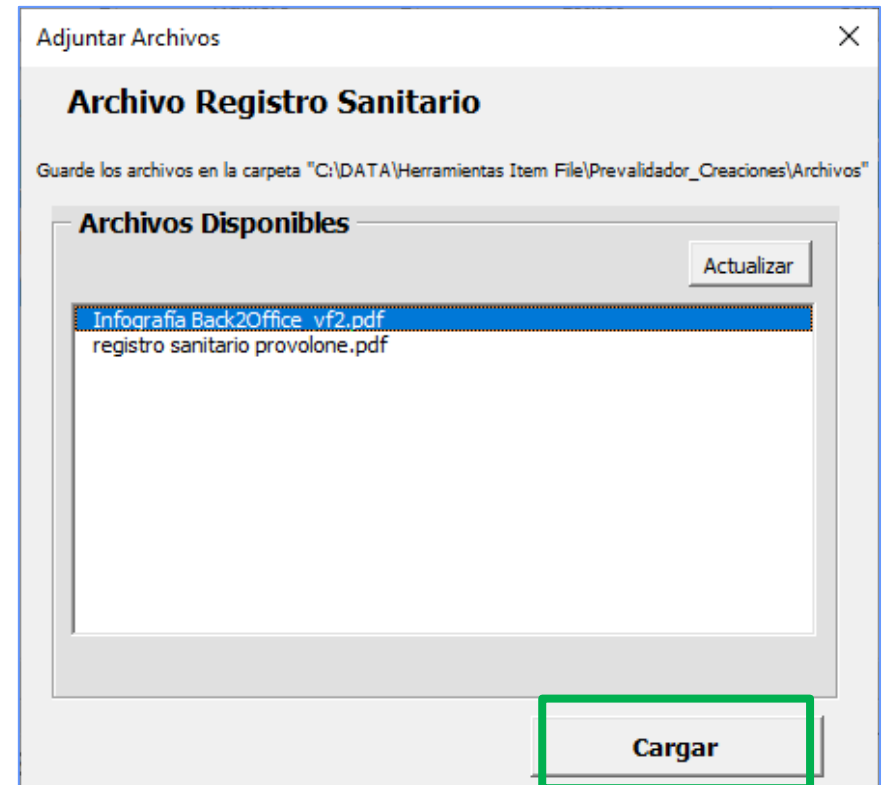 Adjuntar Archivos
Archivo Registro Sanitario
Guarde los archivos en la carpeta "C:\DATA\Herramientas Item File\Prevalidador_Creaciones\Archivos"
Archivos Disponibles
Actualizar
Infografía Back2Office_vf2.pdf
registro sanitario provolone.pdf
Cargar